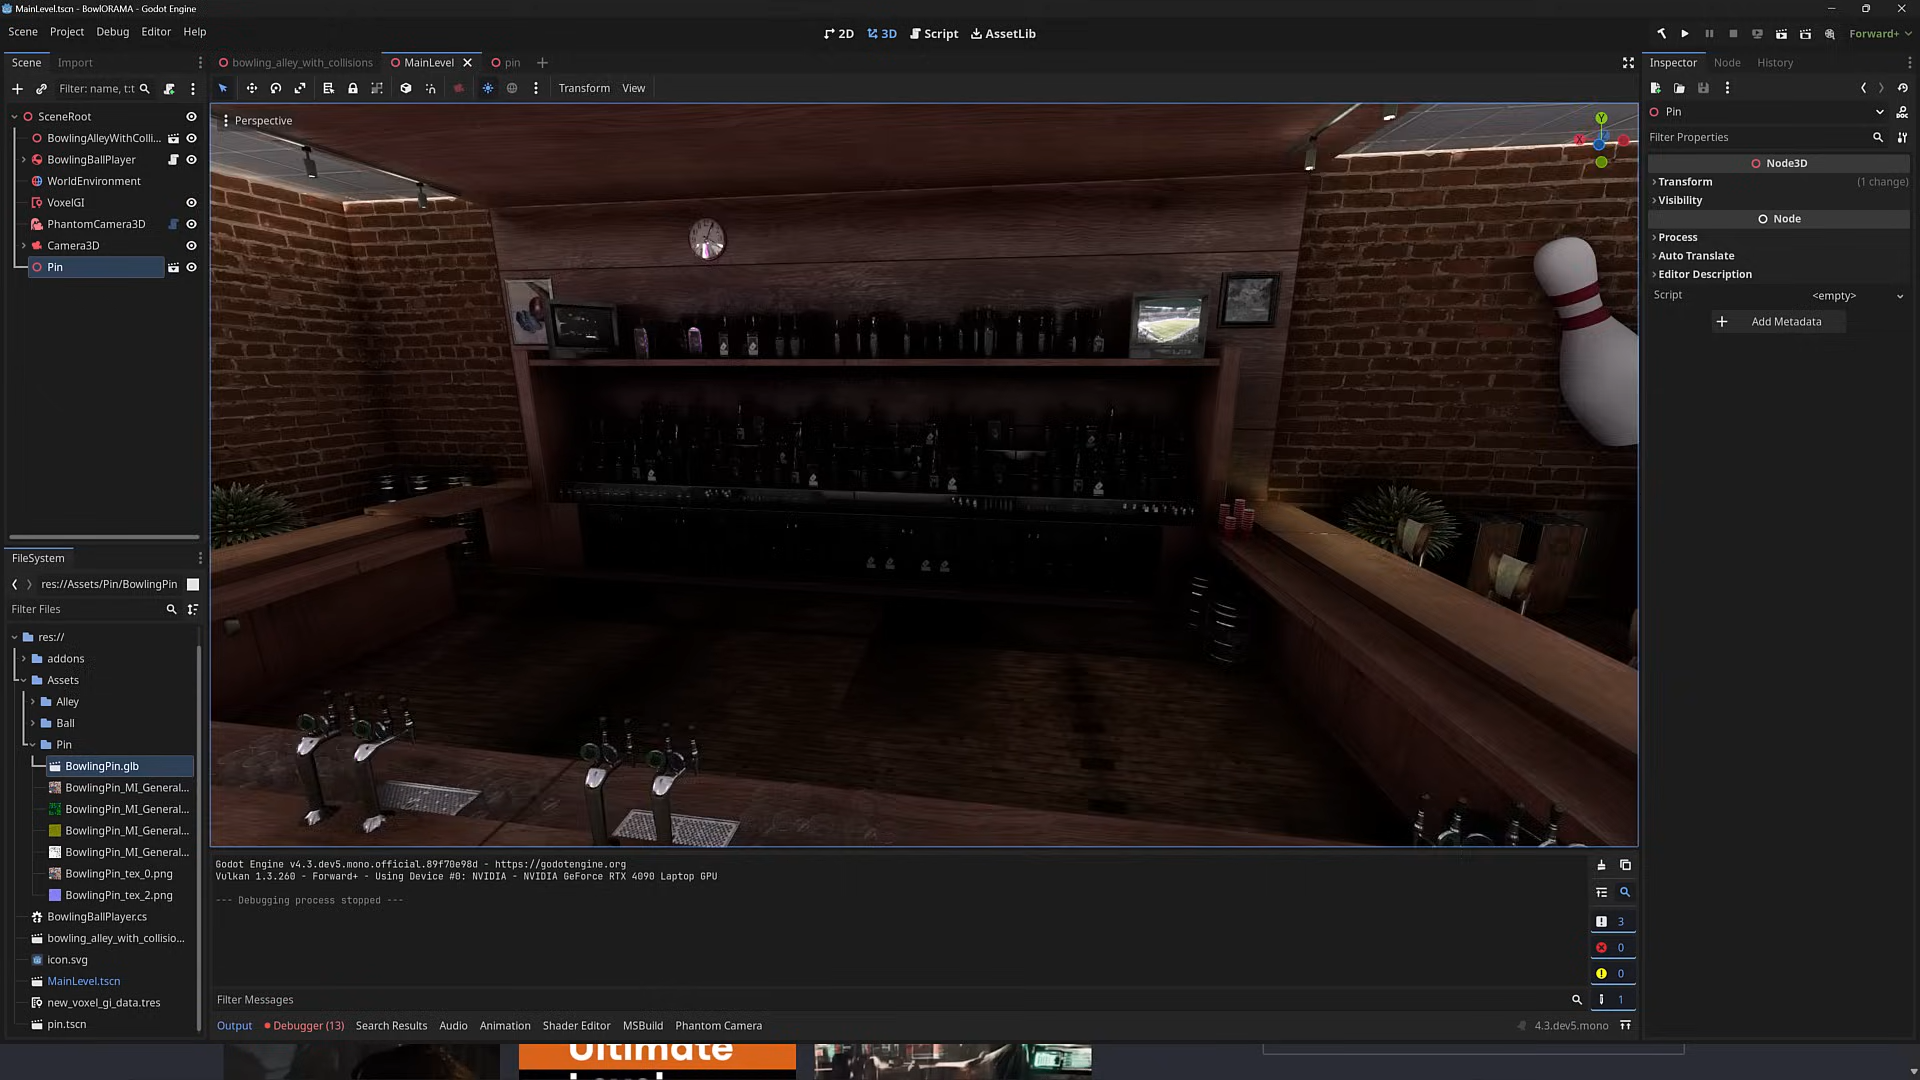 MainLevel.tscn - BowlORAMA - Godot Engine
Scene Project Debug Editor Help
2D 3D Script AssetLib
Forward+
Scene Import
bowling_alley_with_collisions MainLevel pin
Inspector Node History
Filter: name, t:t
Transform View
SceneRoot
BowlingAlleyWithColli...
BowlingBallPlayer
WorldEnvironment
VoxelGI
PhantomCamera3D
Camera3D
Pin
Perspective
Y
X
Pin
Filter Properties
Node3D
Transform (1 change)
Visibility
Node
Process
Auto Translate
Editor Description
Script <empty>
Add Metadata
FileSystem
res://Assets/Pin/BowlingPin
Filter Files
res://
addons
Assets
Alley
Ball
Pin
BowlingPin.glb
BowlingPin_MI_General...
BowlingPin_MI_General...
BowlingPin_MI_General...
BowlingPin_MI_General...
BowlingPin_tex_0.png
BowlingPin_tex_2.png
BowlingBallPlayer.cs
bowling_alley_with_collisio...
icon.svg
MainLevel.tscn
new_voxel_gi_data.tres
pin.tscn
Godot Engine v4.3.dev5.mono.official.89f70e98d - https://godotengine.org
Vulkan 1.3.260 - Forward+ - Using Device #0: NVIDIA - NVIDIA GeForce RTX 4090 Laptop GPU
--- Debugging process stopped ---
3
0
0
1
Filter Messages
Output Debugger (13) Search Results Audio Animation Shader Editor MSBuild Phantom Camera
4.3.dev5.mono
Ultimate